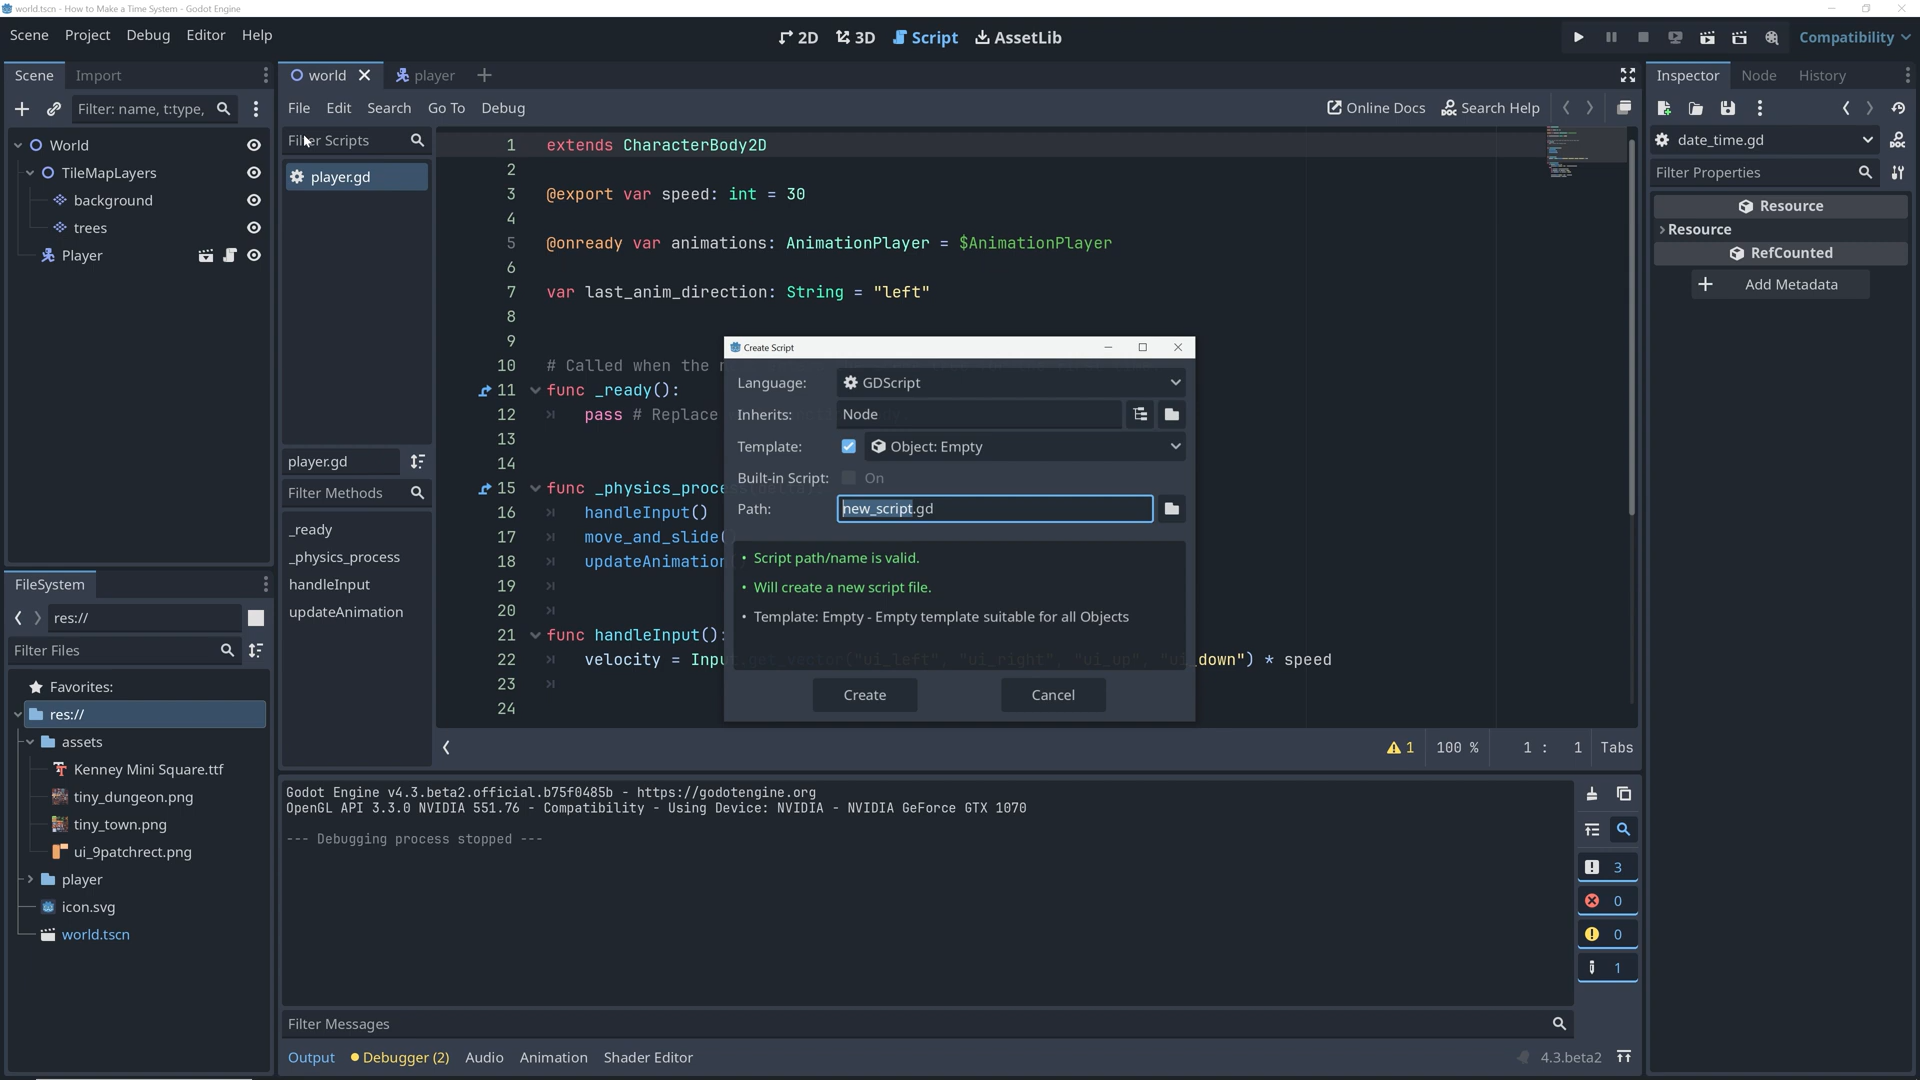 world.tscn - How to Make a Time System - Godot Engine
Scene Project Debug Editor Help
2D 3D Script AssetLib
Compatibility
Scene Import
world player
Inspector Node History
Filter: name, t:type,
File Edit Search Go To Debug
Online Docs Search Help
World
TileMapLayers
background
trees
Player
Filter Scripts
player.gd
player.gd
Filter Methods
_ready
_physics_process
handleInput
updateAnimation
1 extends CharacterBody2D
2
3 @export var speed: int = 30
4
5 @onready var animations: AnimationPlayer = $AnimationPlayer
6
7 var last_anim_direction: String = "left"
8
9
10 # Called when the n
11 func _ready():
12 pass # Replace
13
14
15 func _physics_proce
16 handleInput()
17 move_and_slide(
18 updateAnimation
19
20
21 func handleInput():
22 velocity = Input.get_vector("ui_left", "ui_right", "ui_up", "ui_down") * speed
23
24
Create Script
Language: GDScript
Inherits: Node
Template: Object: Empty
Built-in Script: On
Path: new_script.gd
• Script path/name is valid.
• Will create a new script file.
• Template: Empty - Empty template suitable for all Objects
Create Cancel
1 100 % 1 : 1 Tabs
date_time.gd
Filter Properties
Resource
Resource
RefCounted
Add Metadata
FileSystem
res://
Filter Files
Favorites:
res://
assets
Kenney Mini Square.ttf
tiny_dungeon.png
tiny_town.png
ui_9patchrect.png
player
icon.svg
world.tscn
Godot Engine v4.3.beta2.official.b75f0485b - https://godotengine.org
OpenGL API 3.3.0 NVIDIA 551.76 - Compatibility - Using Device: NVIDIA - NVIDIA GeForce GTX 1070
--- Debugging process stopped ---
3
0
0
1
Filter Messages
Output Debugger (2) Audio Animation Shader Editor
4.3.beta2